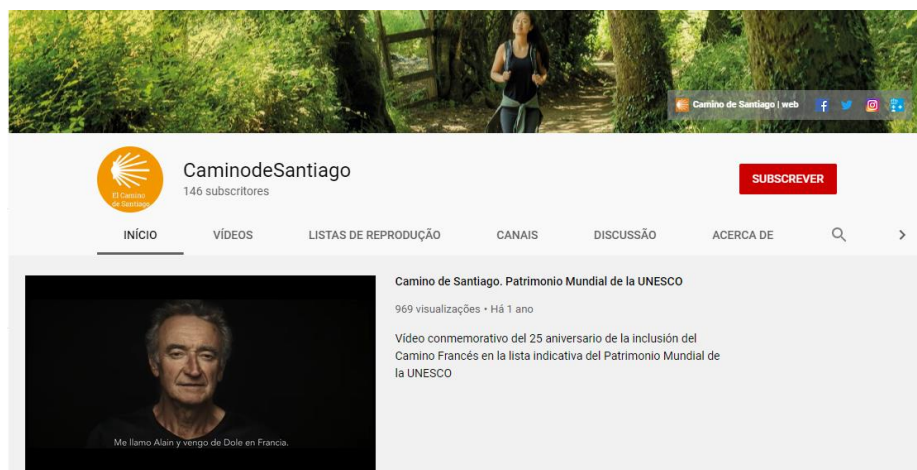 Camino de Santiago | web
CaminodeSantiago
146 subscritores
El Camino
de Santiago
SUBSCREVER
INÍCIO VÍDEOS LISTAS DE REPRODUÇÃO CANAIS DISCUSSÃO ACERCA DE
Camino de Santiago. Patrimonio Mundial de la UNESCO
969 visualizações • Há 1 ano
Vídeo conmemorativo del 25 aniversario de la inclusión del
Camino Francés en la lista indicativa del Patrimonio Mundial de
la UNESCO
Me llamo Alain y vengo de Dole en Francia.